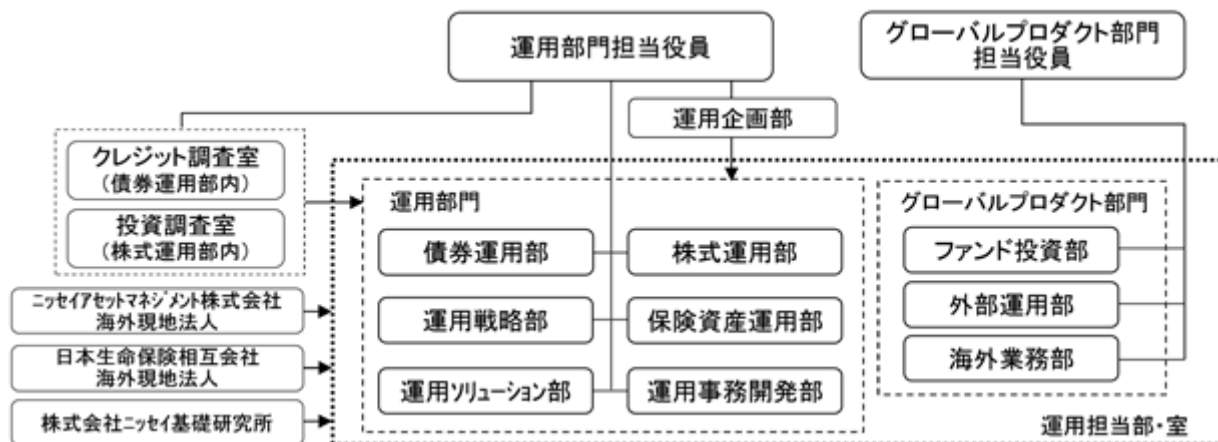 運用部門担当役員
グローバルプロダクト部門
担当役員
運用企画部
クレジット調査室
（債券運用部内）
投資調査室
（株式運用部内）
運用部門
債券運用部
株式運用部
運用戦略部
保険資産運用部
運用ソリューション部
運用事務開発部
グローバルプロダクト部門
ファンド投資部
外部運用部
海外業務部
ニッセイアセットマネジメント株式会社
海外現地法人
日本生命保険相互会社
海外現地法人
株式会社ニッセイ基礎研究所
運用担当部・室